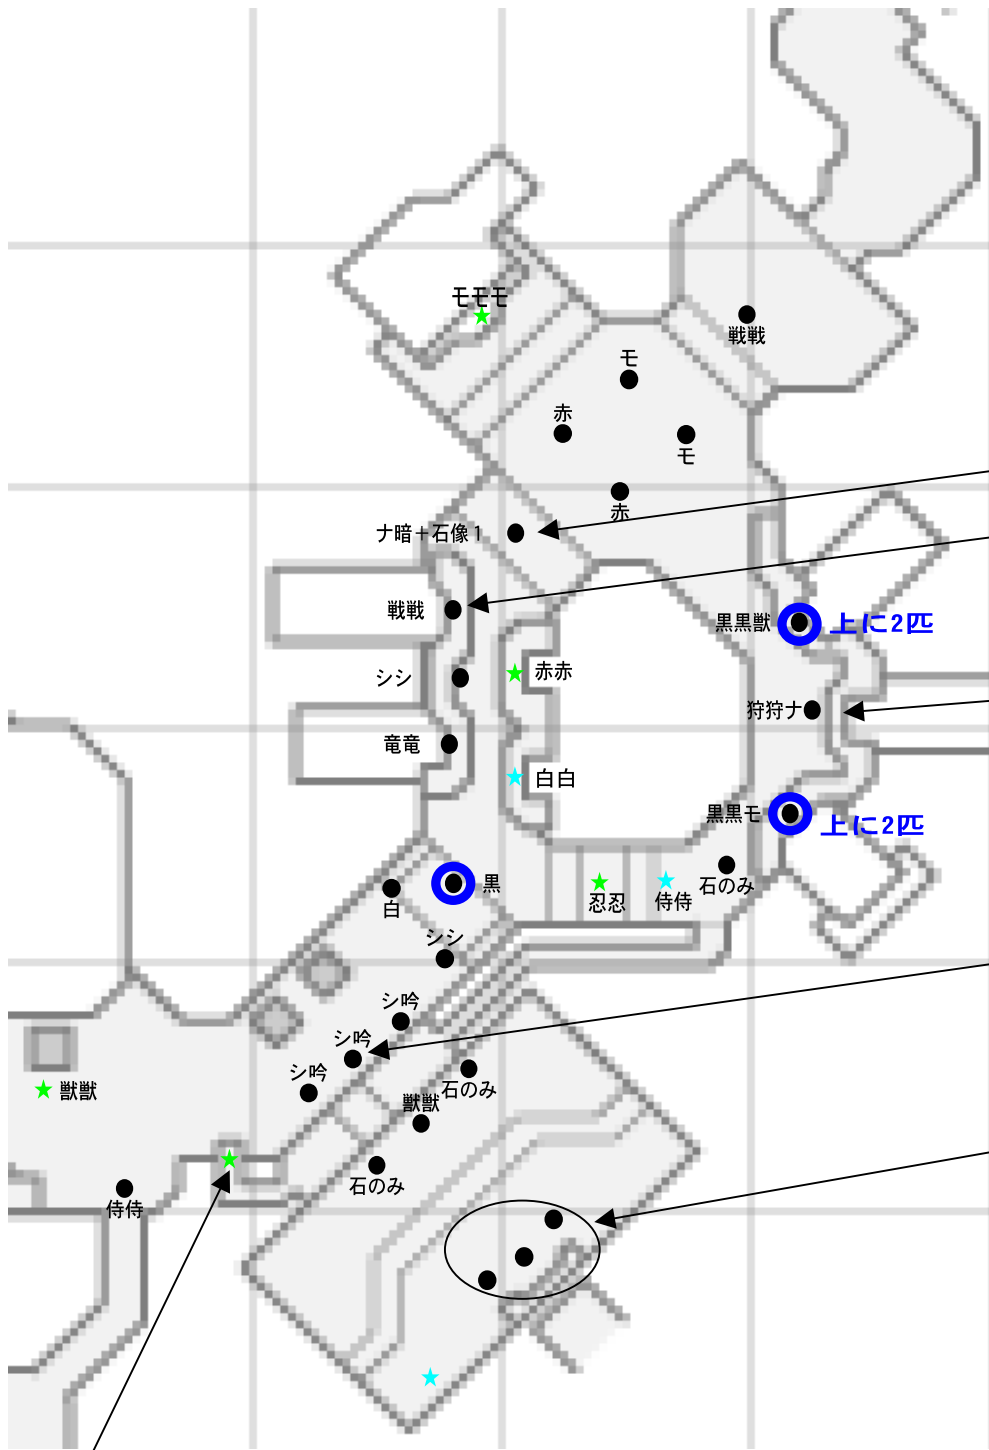 モモモ
戦戦
モ
赤
モ
赤
ナ暗＋石像１
戦戦
黒黒獣
上に2匹
赤赤
シシ
狩狩ナ
竜竜
白白
黒黒モ
上に2匹
石のみ
黒
忍忍
侍侍
白
シシ
シ吟
シ吟
シ吟
石のみ
獣獣
獣獣
石のみ
侍侍